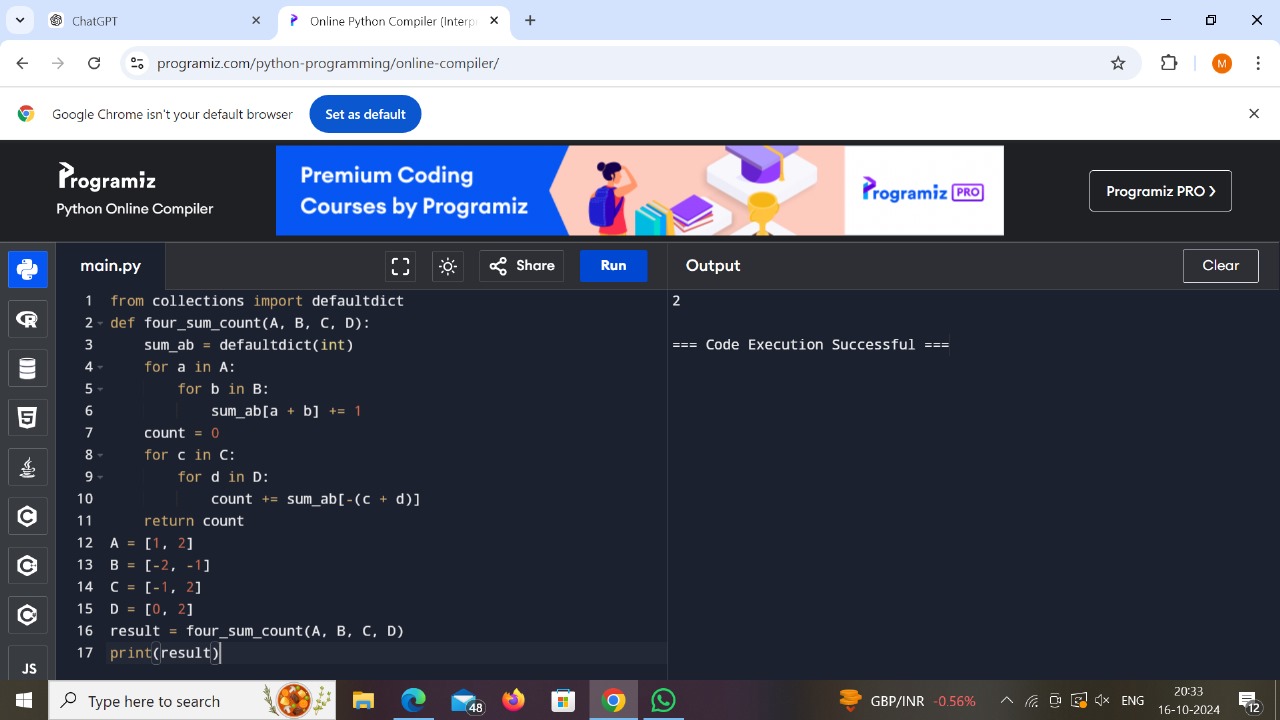 ChatGPT
Online Python Compiler (Interp
programiz.com/python-programming/online-compiler/
M
Google Chrome isn't your default browser
Set as default
Programiz
Python Online Compiler
Premium Coding
Courses by Programiz
Programiz PRO
Programiz PRO ❯
main.py
Share
Run
Output
Clear
1 from collections import defaultdict
2 def four_sum_count(A, B, C, D):
3     sum_ab = defaultdict(int)
4     for a in A:
5         for b in B:
6             sum_ab[a + b] += 1
7     count = 0
8     for c in C:
9         for d in D:
10             count += sum_ab[-(c + d)]
11     return count
12 A = [1, 2]
13 B = [-2, -1]
14 C = [-1, 2]
15 D = [0, 2]
16 result = four_sum_count(A, B, C, D)
17 print(result)
2
=== Code Execution Successful ===
JS
Type here to search
48
GBP/INR -0.56%
ENG
20:33
16-10-2024
12